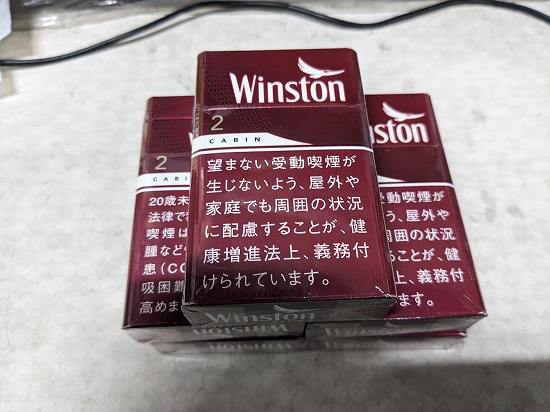 Winston
2
CABIN
望まない受動喫煙が
生じないよう、屋外や
家庭でも周囲の状況
に配慮することが、健
康増進法上、義務付
けられています。
2
20歳未
法律で
喫煙は
腫など
患(CO
吸困難
高めま
Winston
受動喫煙が
よう、屋外や
周囲の状況
ことが、健
、義務付
ます。
Winston
Winston